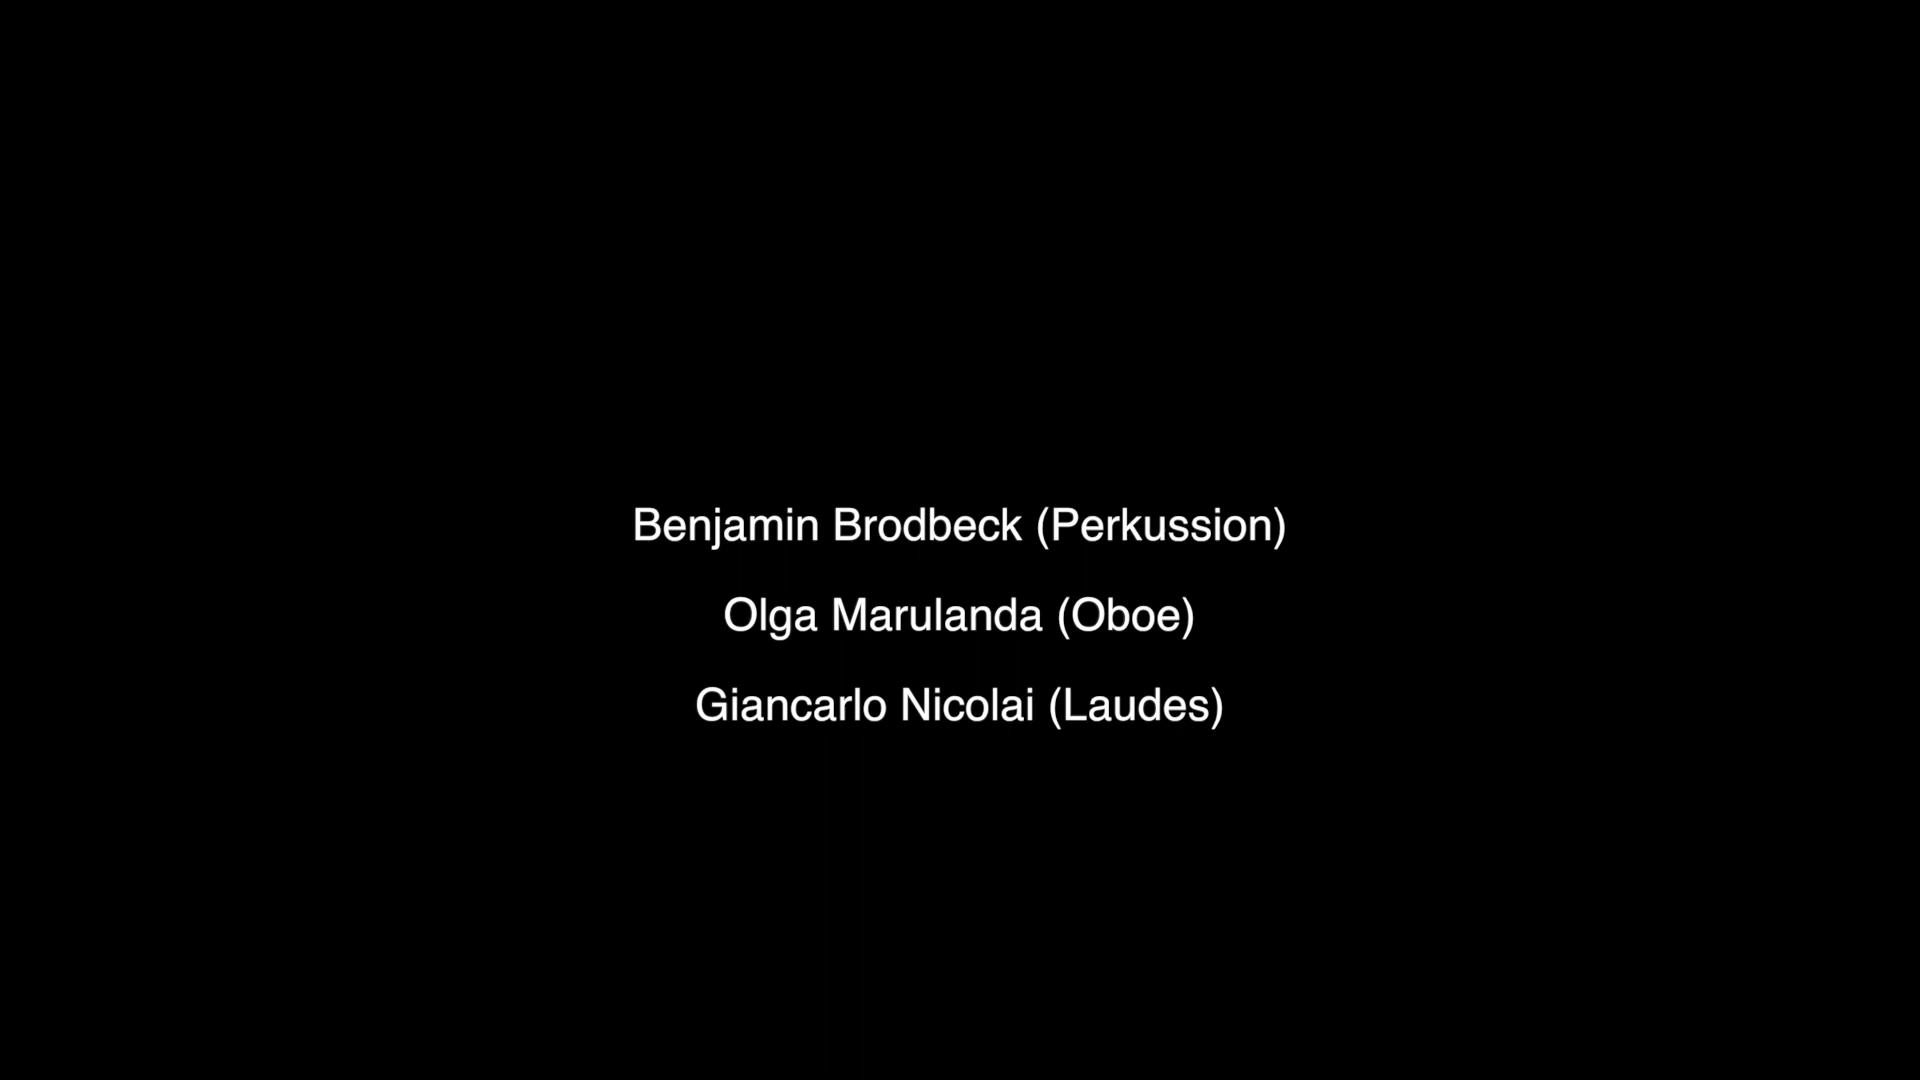 Benjamin Brodbeck (Perkussion)
Olga Marulanda (Oboe)
Giancarlo Nicolai (Laudes)